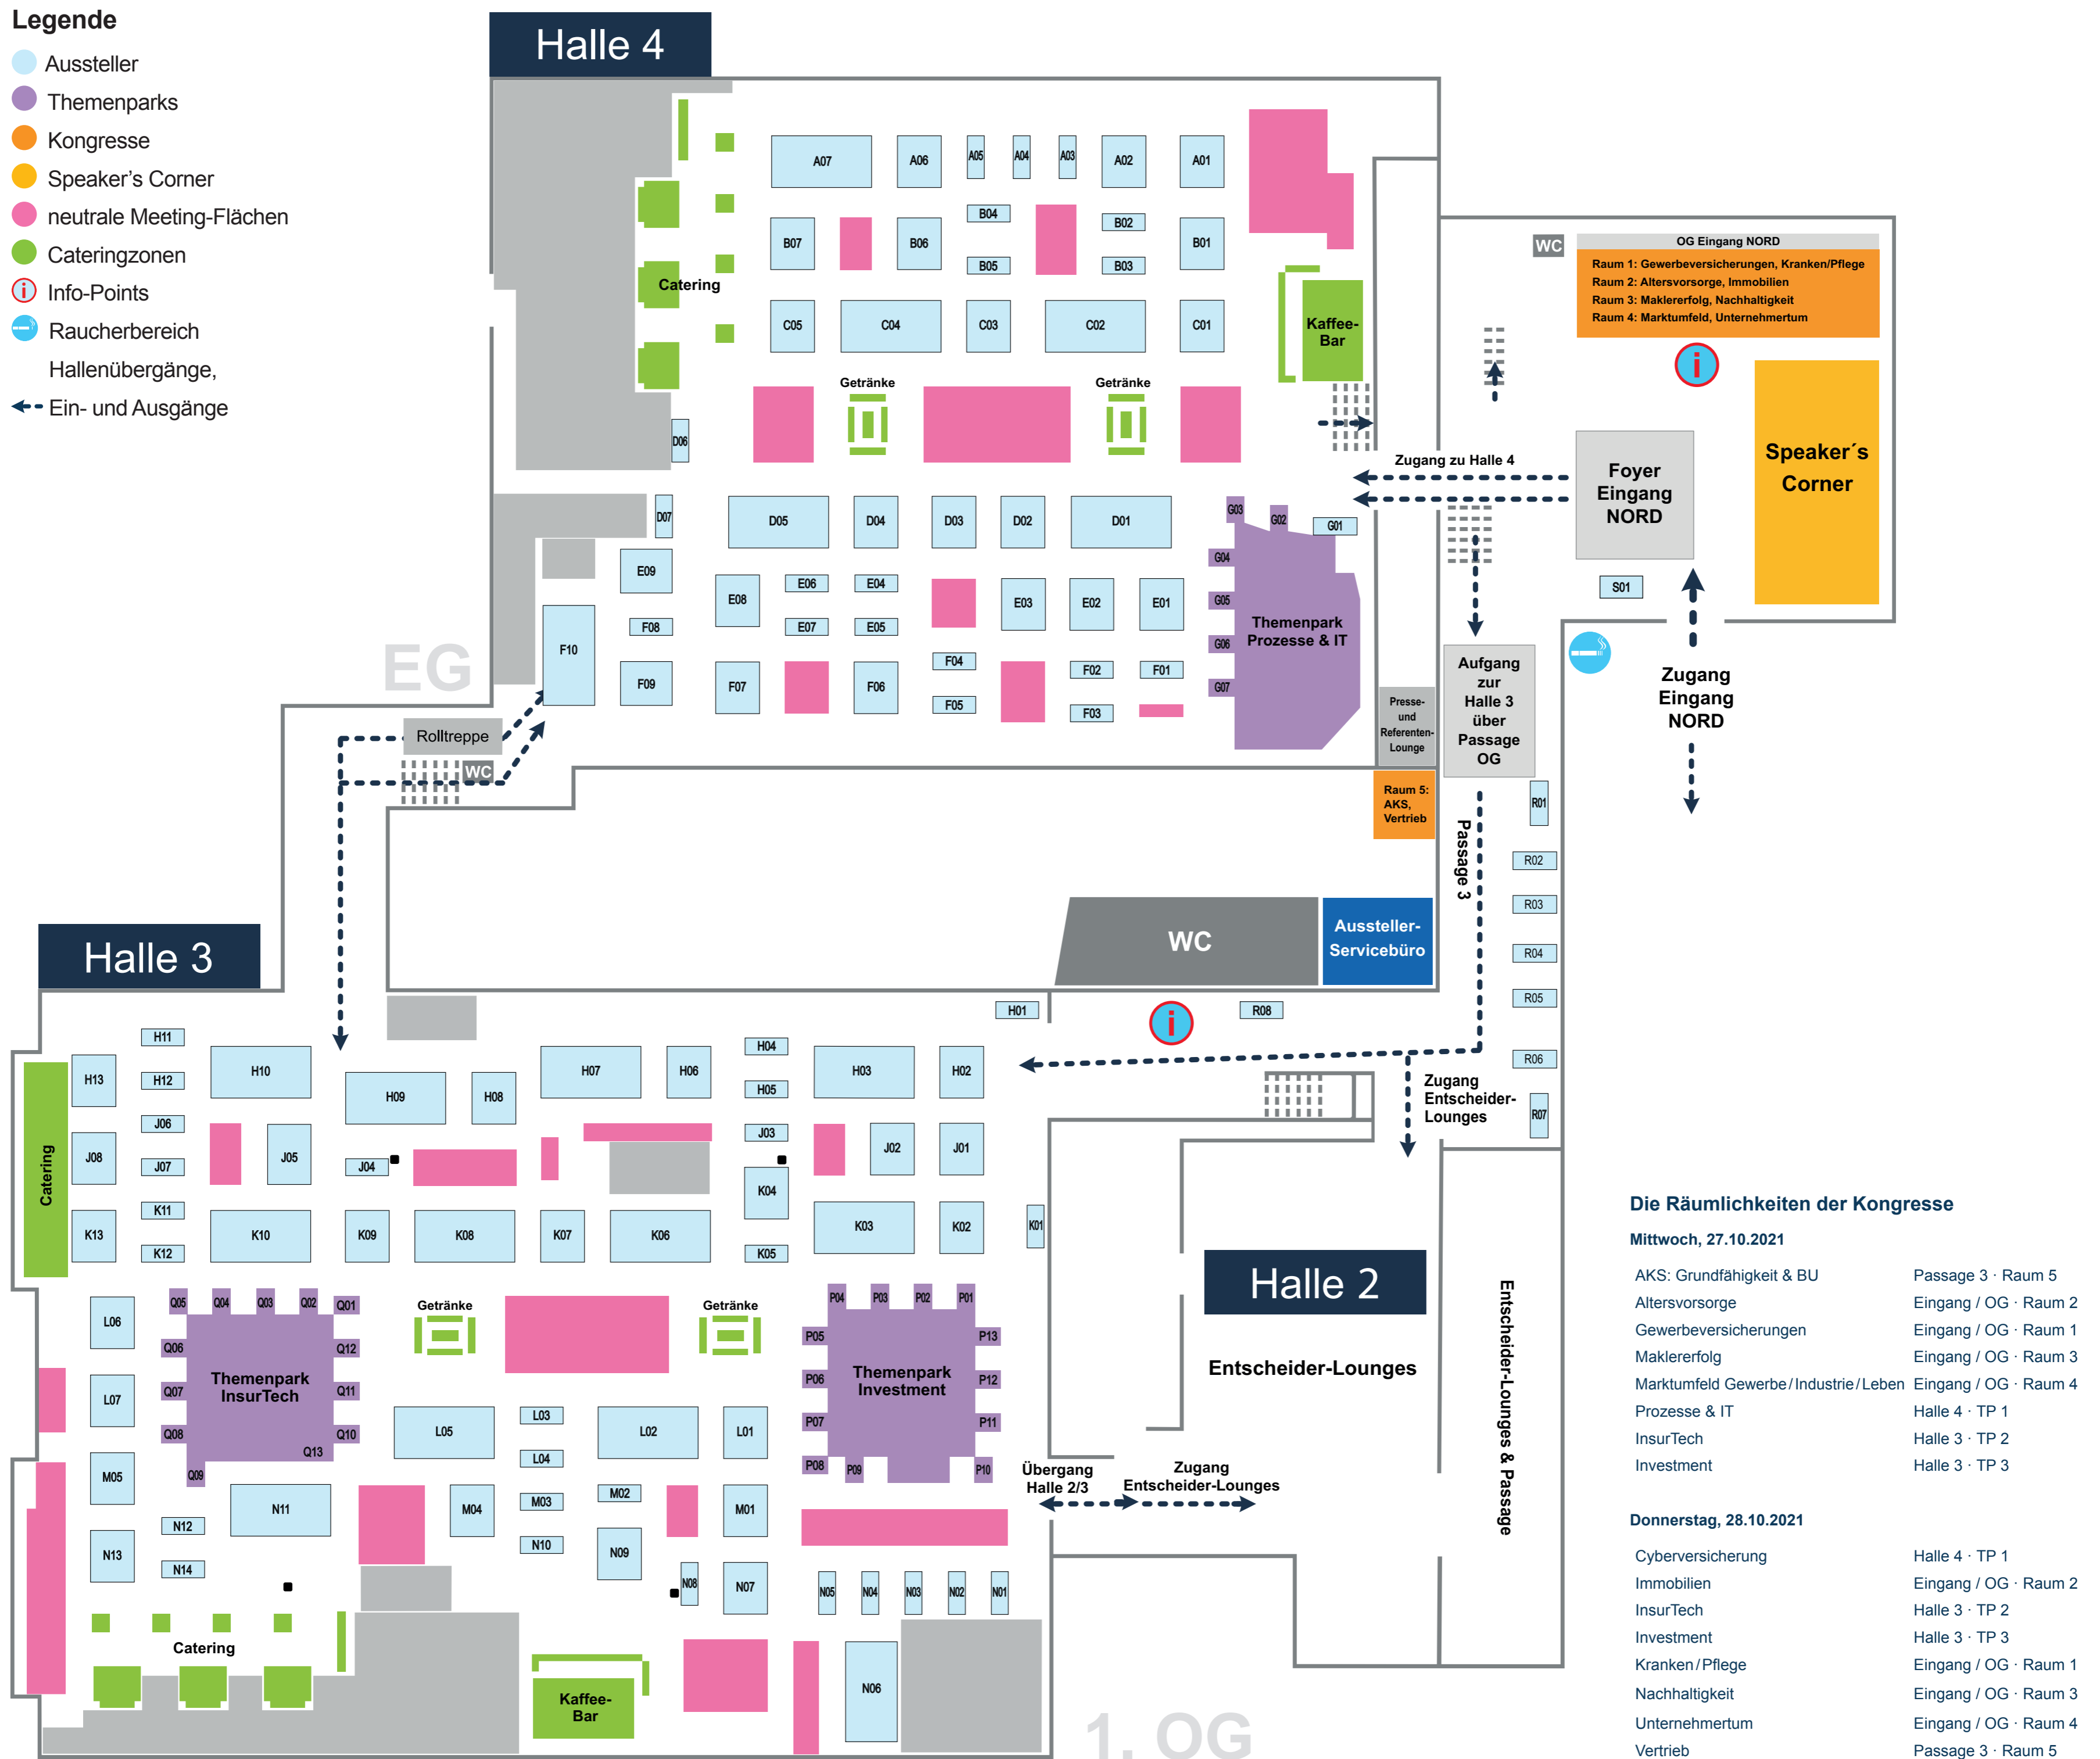 Legende
Aussteller
Themenparks
Kongresse
Speaker’s Corner
neutrale Meeting-Flächen
Cateringzonen
i Info-Points
Raucherbereich
Hallenübergänge,
Ein- und Ausgänge
Halle 4
A07 A06 A05 A04 A03 A02 A01
B04 B02
B07 B06 B01
B05 B03
Catering
C05 C04 C03 C02 C01
Kaffee-
Bar
Getränke Getränke
D06
D07 D05 D04 D03 D02 D01
G03 G02 G01
G04
E09 E08 E06 E04 E03 E02 E01
G05
F08 E07 E05
Themenpark
Prozesse & IT
G06
F10 F09 F07 F06 F04 F02 F01
G07
F05 F03
EG
Rolltreppe
WC
Presse-
und
Referenten-
Lounge
Raum 5:
AKS,
Vertrieb
WC
OG Eingang NORD
Raum 1: Gewerbeversicherungen, Kranken/Pflege
Raum 2: Altersvorsorge, Immobilien
Raum 3: Maklererfolg, Nachhaltigkeit
Raum 4: Marktumfeld, Unternehmertum
i
Speaker´s
Corner
Zugang zu Halle 4
Foyer
Eingang
NORD
S01
Zugang
Eingang
NORD
Aufgang
zur
Halle 3
über
Passage
OG
Passage 3
R01
R02
R03
R04
R05
R06
R07
WC
Aussteller-
Servicebüro
Halle 3
H01 i R08
H11 H04
H13 H12 H10 H09 H08 H07 H06 H05 H03 H02
Zugang
Entscheider-
Lounges
J06 J03
J08 J07 J05 J04 J02 J01
Catering
K11 K04
K13 K12 K10 K09 K08 K07 K06 K05 K03 K02 K01
Q05 Q04 Q03 Q02 Q01
Getränke Getränke
P04 P03 P02 P01
L06 Q06 Q12 P05 P13
Themenpark
InsurTech
Themenpark
Investment
L07 Q07 Q11 P06 P12
Q08 Q10 P07 P11
Q13
Q09 P08 P09 P10
L05 L03 L02 L01
L04
M05 N11 M04 M03 M02 M01
N12 N10
N13 N14 N09 N08 N07 N05 N04 N03 N02 N01
Catering
Kaffee-
Bar
N06
1. OG
Halle 2
Entscheider-Lounges
Entscheider-Lounges & Passage
Übergang
Halle 2/3
Zugang
Entscheider-Lounges
Die Räumlichkeiten der Kongresse
Mittwoch, 27.10.2021
AKS: Grundfähigkeit & BU Passage 3 · Raum 5
Altersvorsorge Eingang / OG · Raum 2
Gewerbeversicherungen Eingang / OG · Raum 1
Maklererfolg Eingang / OG · Raum 3
Marktumfeld Gewerbe/Industrie/Leben Eingang / OG · Raum 4
Prozesse & IT Halle 4 · TP 1
InsurTech Halle 3 · TP 2
Investment Halle 3 · TP 3
Donnerstag, 28.10.2021
Cyberversicherung Halle 4 · TP 1
Immobilien Eingang / OG · Raum 2
InsurTech Halle 3 · TP 2
Investment Halle 3 · TP 3
Kranken/Pflege Eingang / OG · Raum 1
Nachhaltigkeit Eingang / OG · Raum 3
Unternehmertum Eingang / OG · Raum 4
Vertrieb Passage 3 · Raum 5